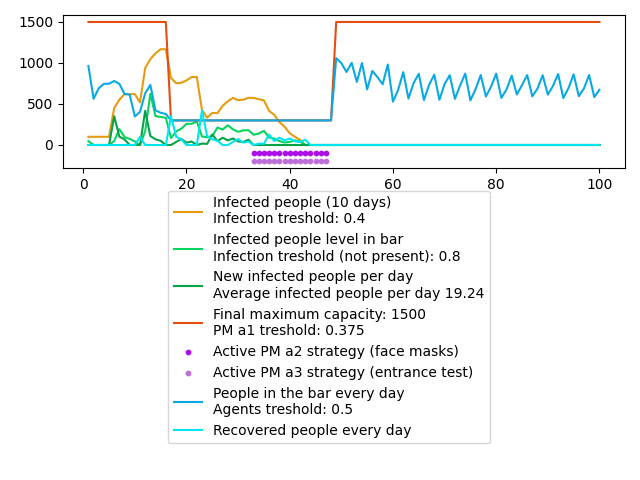 1500
1000
500
0
0 20 40 60 80 100
Infected people (10 days)
Infection treshold: 0.4
Infected people level in bar
Infection treshold (not present): 0.8
New infected people per day
Average infected people per day 19.24
Final maximum capacity: 1500
PM a1 treshold: 0.375
Active PM a2 strategy (face masks)
Active PM a3 strategy (entrance test)
People in the bar every day
Agents treshold: 0.5
Recovered people every day